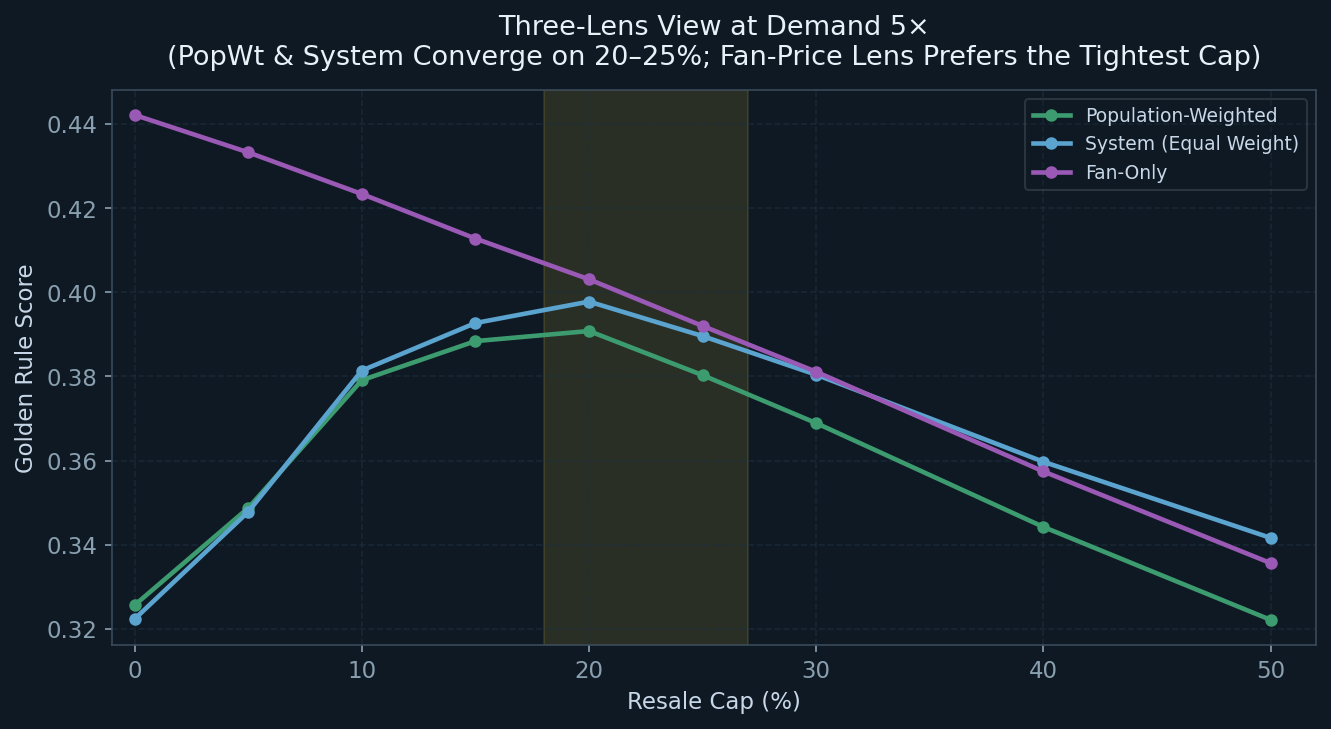 Three-Lens View at Demand 5×
(PopWt & System Converge on 20–25%; Fan-Price Lens Prefers the Tightest Cap)
Population-Weighted
System (Equal Weight)
Fan-Only
Golden Rule Score
0.44
0.42
0.40
0.38
0.36
0.34
0.32
0
10
20
30
40
50
Resale Cap (%)